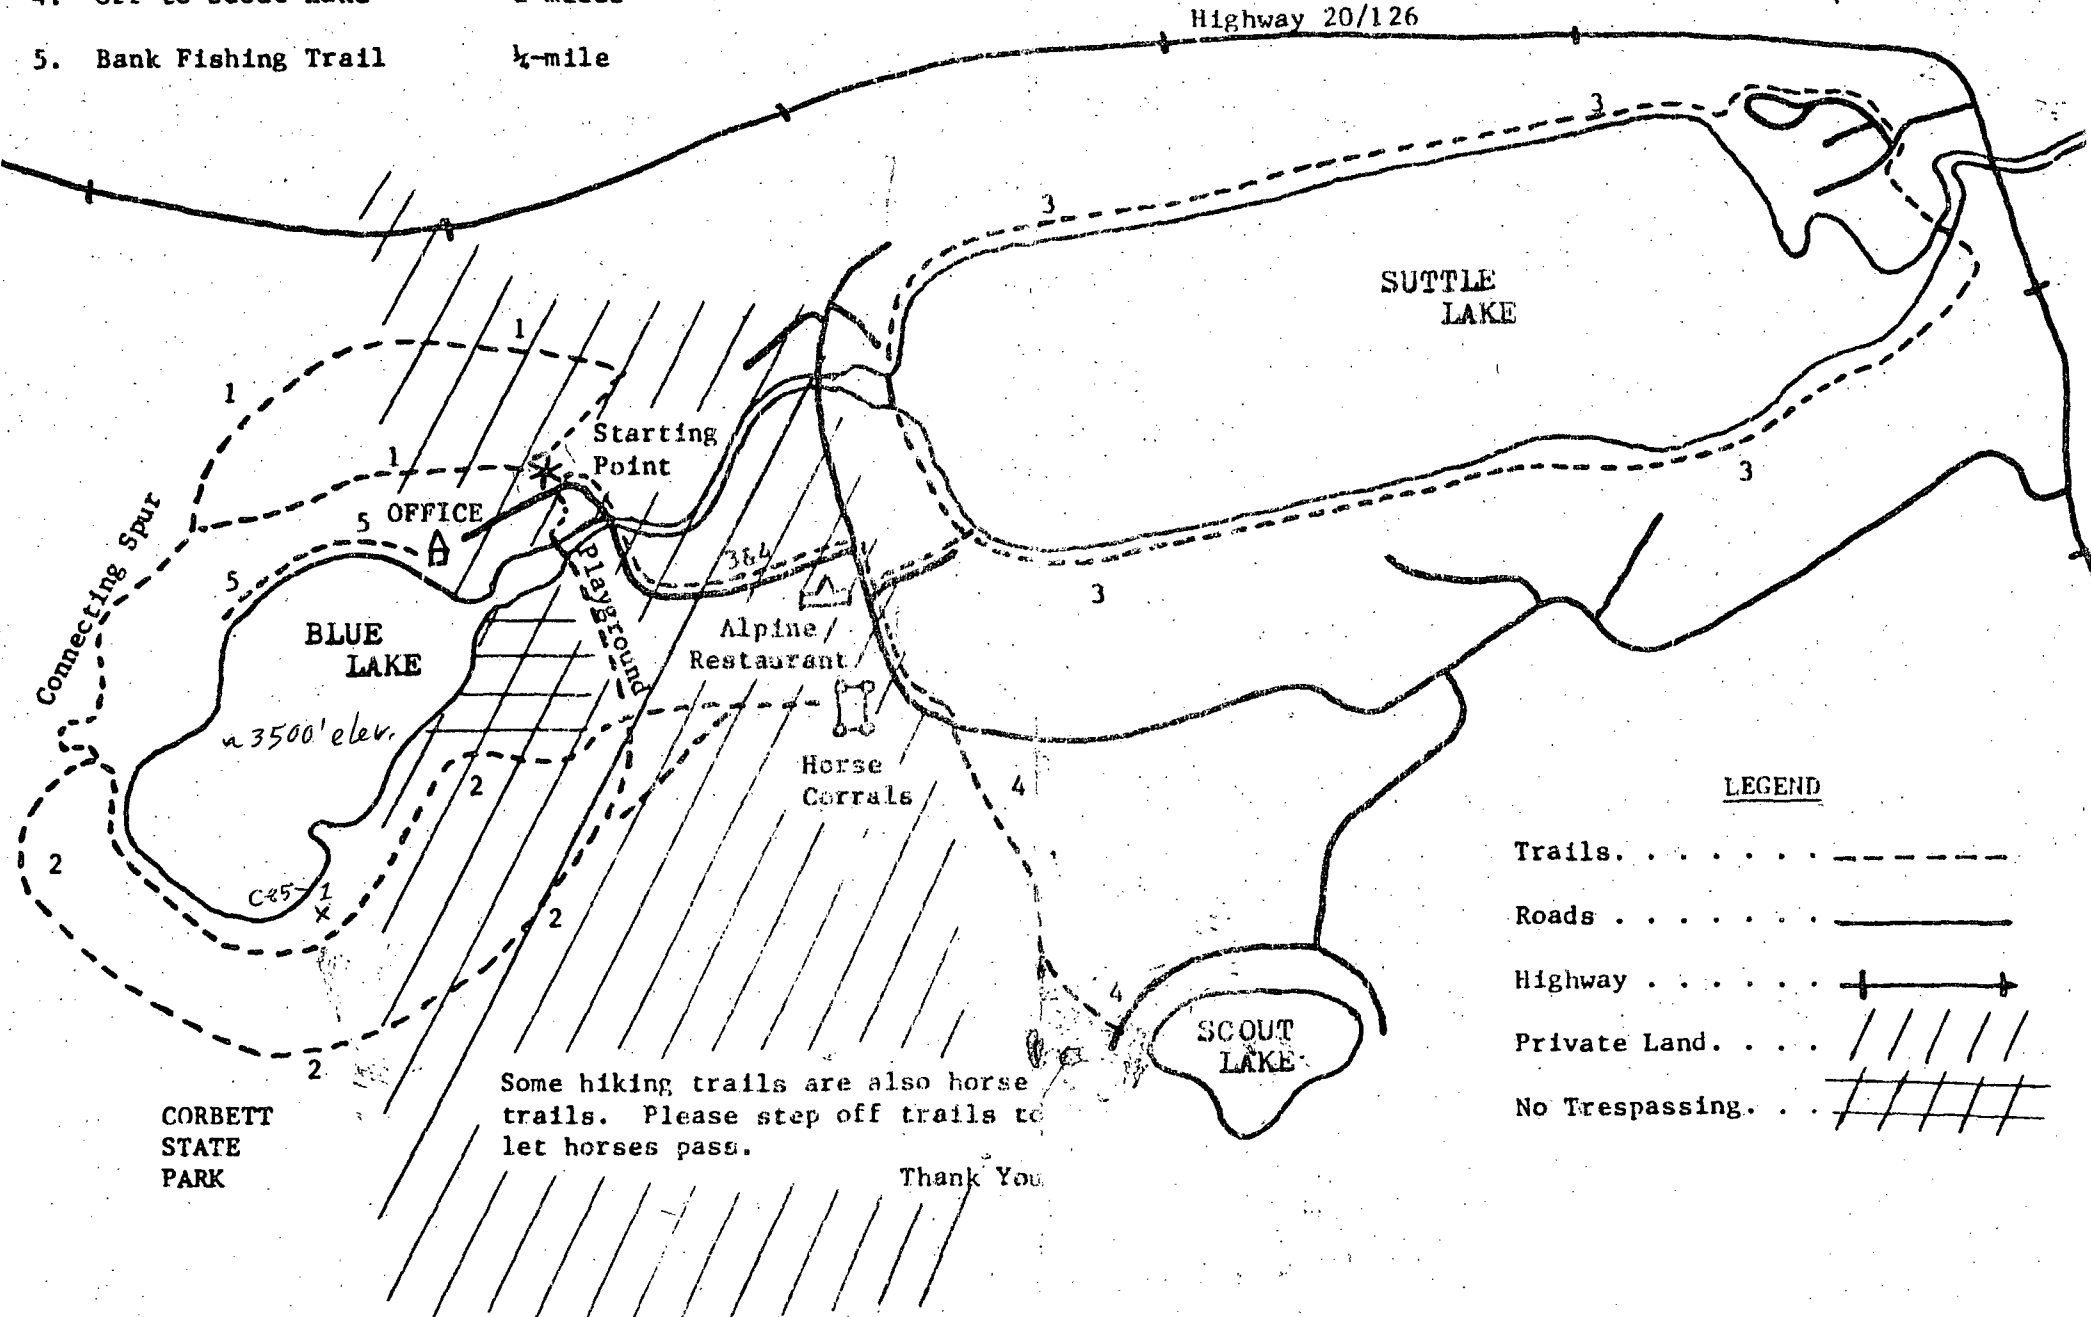 5. Bank Fishing Trail ¼-mile
Highway 20/126
3
3
SUTTLE
LAKE
1
1
Starting
Point
1
OFFICE
5
5
Connecting Spur
Playground
3&4
3
3
BLUE
LAKE
Alpine
Restaurant
~3500' elev.
Horse
Corrals
2
4
LEGEND
Trails. . . . . . .
Roads . . . . . . .
Highway . . . . . .
Private Land. . . .
No Trespassing. . .
2
2
4
SCOUT
LAKE
2
CORBETT
STATE
PARK
Some hiking trails are also horse
trails. Please step off trails to
let horses pass.
Thank You